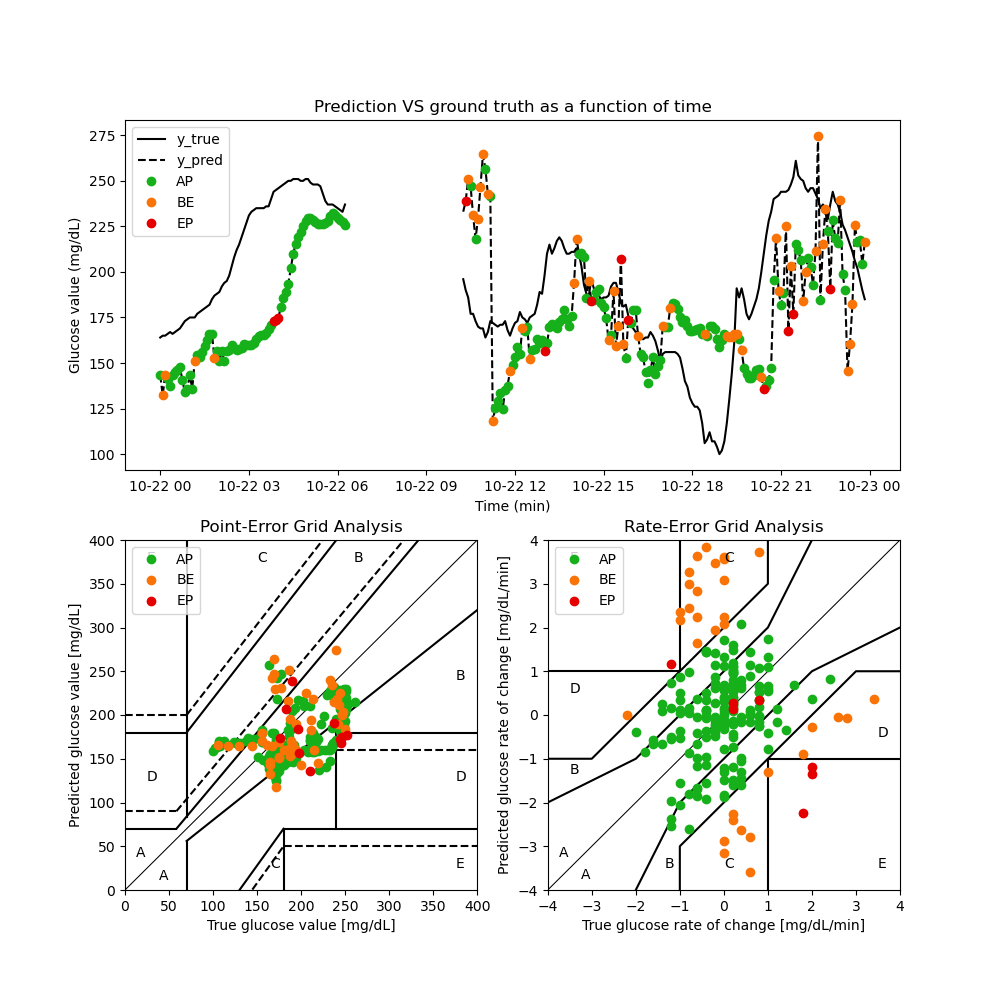 Prediction VS ground truth as a function of time
y_true
y_pred
AP
BE
EP
Glucose value (mg/dL)
275
250
225
200
175
150
125
100
10-22 00 10-22 03 10-22 06 10-22 09 10-22 12 10-22 15 10-22 18 10-22 21 10-23 00
Time (min)
Point-Error Grid Analysis
AP
BE
EP
C
B
B
D
D
A
A
C
E
Predicted glucose value [mg/dl]
400
350
300
250
200
150
100
50
0
0 50 100 150 200 250 300 350 400
True glucose value [mg/dL]
Rate-Error Grid Analysis
AP
BE
EP
C
D
D
B
A
A
B
C
E
Predicted glucose rate of change [mg/dL/min]
4
3
2
1
0
−1
−2
−3
−4
−4 −3 −2 −1 0 1 2 3 4
True glucose rate of change [mg/dL/min]